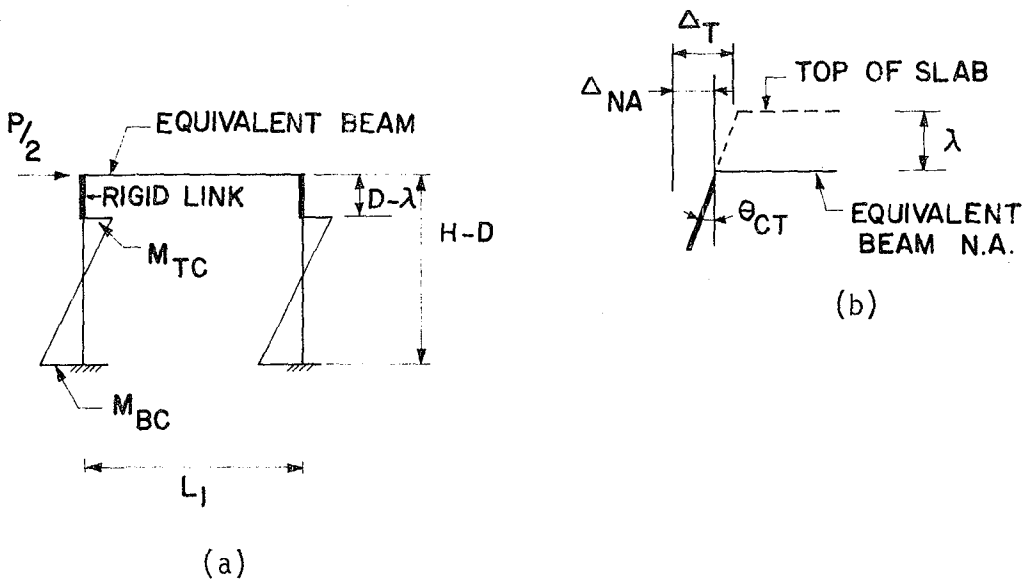 P/2
EQUIVALENT BEAM
RIGID LINK
D-λ
H-D
M_TC
M_BC
L_1
(a)
Δ_T
Δ_NA
TOP OF SLAB
λ
θ_CT
EQUIVALENT
BEAM N.A.
(b)